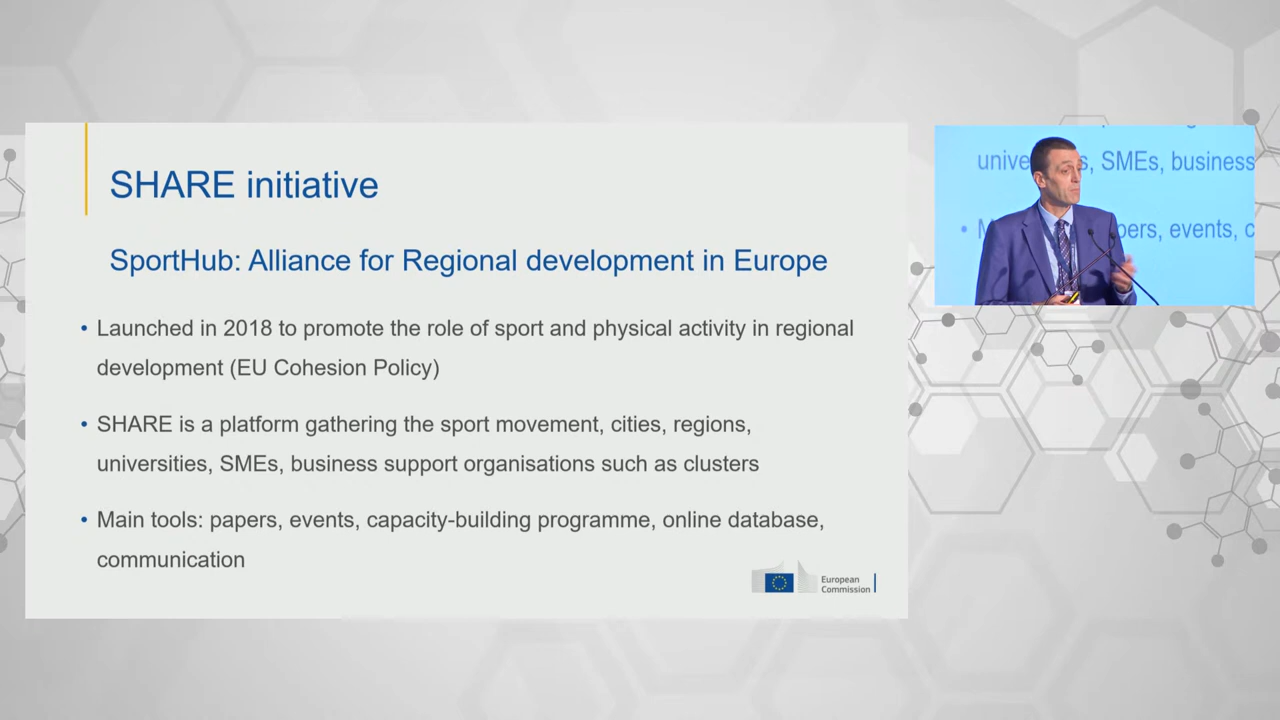 SHARE initiative
SportHub: Alliance for Regional development in Europe
• Launched in 2018 to promote the role of sport and physical activity in regional
development (EU Cohesion Policy)
• SHARE is a platform gathering the sport movement, cities, regions,
universities, SMEs, business support organisations such as clusters
• Main tools: papers, events, capacity-building programme, online database,
communication
European
Commission
SMEs, business
events,